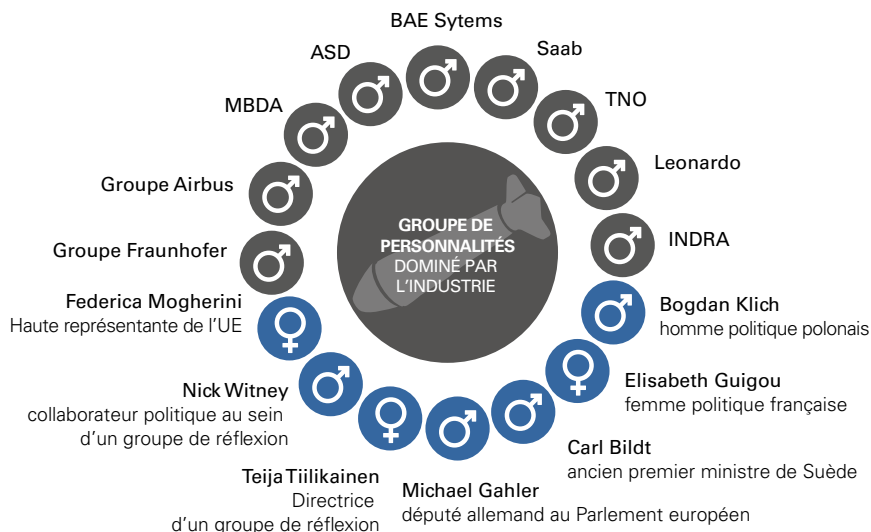 BAE Sytems
ASD
Saab
MBDA
TNO
Groupe Airbus
Leonardo
Groupe Fraunhofer
INDRA
GROUPE DE
PERSONNALITÉS
DOMINÉ PAR
L'INDUSTRIE
Federica Mogherini
Haute représentante de l'UE
Bogdan Klich
homme politique polonais
Nick Witney
collaborateur politique au sein
d'un groupe de réflexion
Elisabeth Guigou
femme politique française
Teija Tiilikainen
Directrice
d'un groupe de réflexion
Michael Gahler
député allemand au Parlement européen
Carl Bildt
ancien premier ministre de Suède